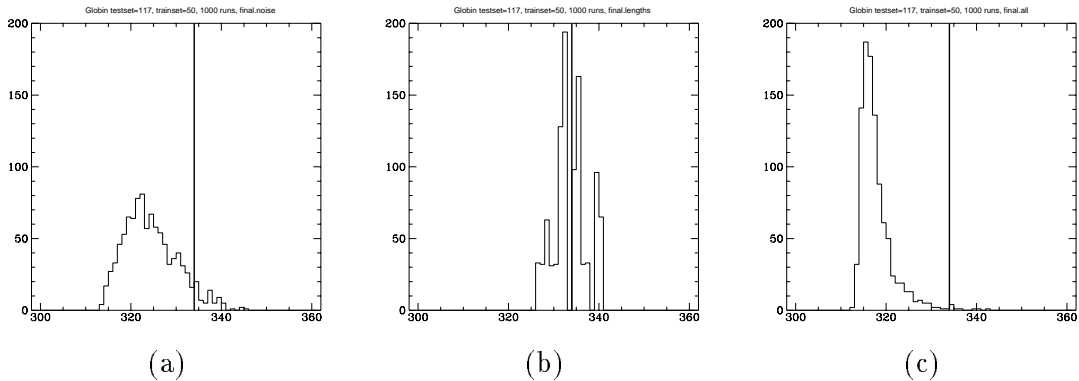 Globin testset=117, trainset=50, 1000 runs, final.noise
200
150
100
50
0
300 320 340 360
(a)
Globin testset=117, trainset=50, 1000 runs, final.lengths
200
150
100
50
0
300 320 340 360
(b)
Globin testset=117, trainset=50, 1000 runs, final.all
200
150
100
50
0
300 320 340 360
(c)